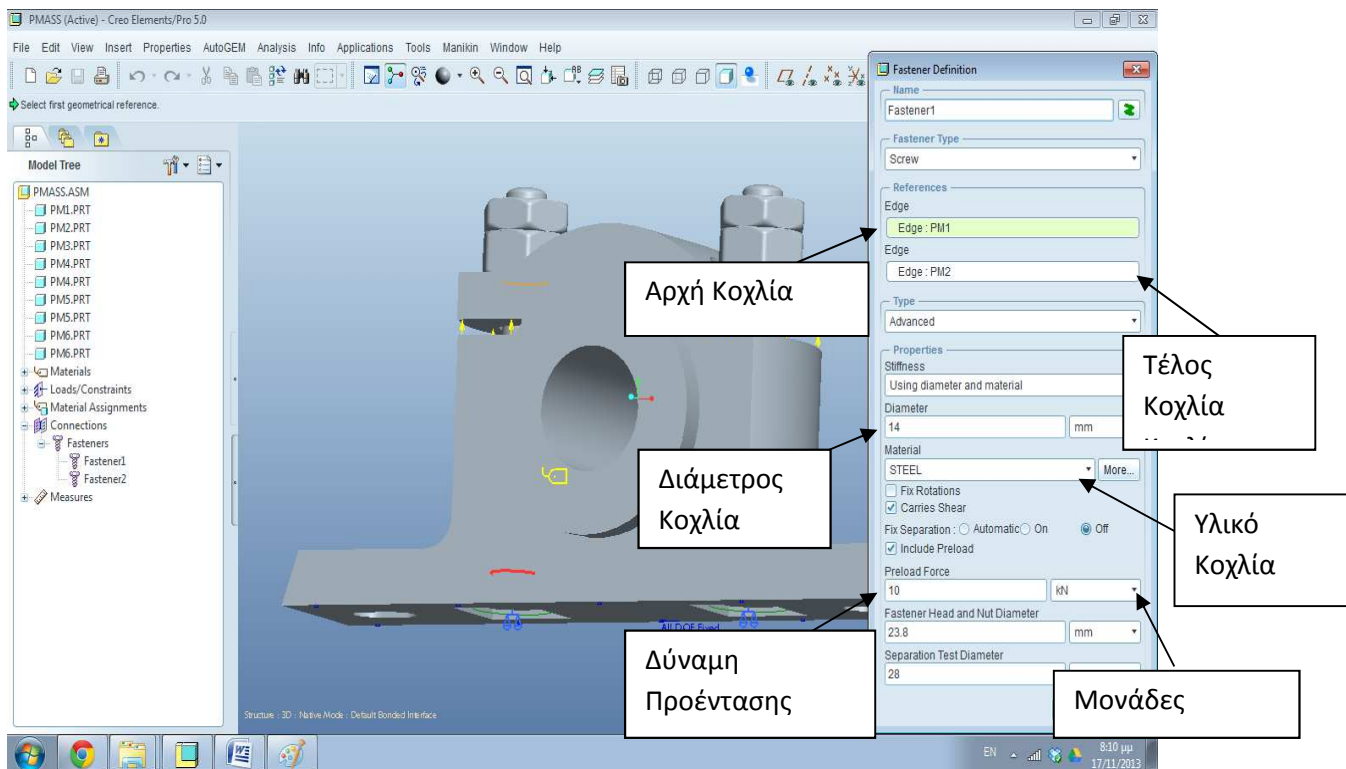 PMASS (Active) - Creo Elements/Pro 5.0
File Edit View Insert Properties AutoGEM Analysis Info Applications Tools Manikin Window Help
Select first geometrical reference.
Model Tree
PMASS.ASM
PM1.PRT
PM2.PRT
PM3.PRT
PM4.PRT
PM4.PRT
PM5.PRT
PM5.PRT
PM6.PRT
PM6.PRT
Materials
Loads/Constraints
Material Assignments
Connections
Fasteners
Fastener1
Fastener2
Measures
All DOF Fixed
Structure : 3D : Native Mode : Default Bonded Interface
Fastener Definition
Name
Fastener1
Fastener Type
Screw
References
Edge
Edge : PM1
Edge
Edge : PM2
Type
Advanced
Properties
Stiffness
Using diameter and material
Diameter
14 mm
Material
STEEL More...
Fix Rotations
Carries Shear
Fix Separation : Automatic On Off
Include Preload
Preload Force
10 kN
Fastener Head and Nut Diameter
23.8 mm
Separation Test Diameter
28
Αρχή Κοχλία
Τέλος
Κοχλία
Διάμετρος
Κοχλία
Υλικό
Κοχλία
Δύναμη
Προέντασης
Μονάδες
EN
8:10 μμ
17/11/2013